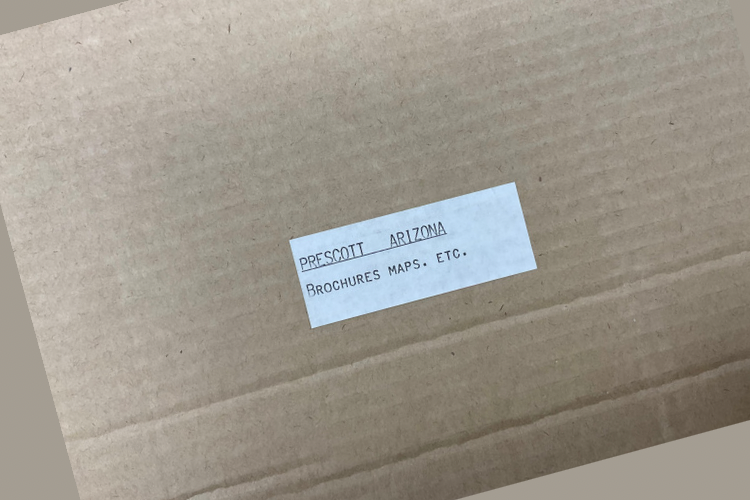 PRESCOTT ARIZONA
BROCHURES MAPS. ETC.